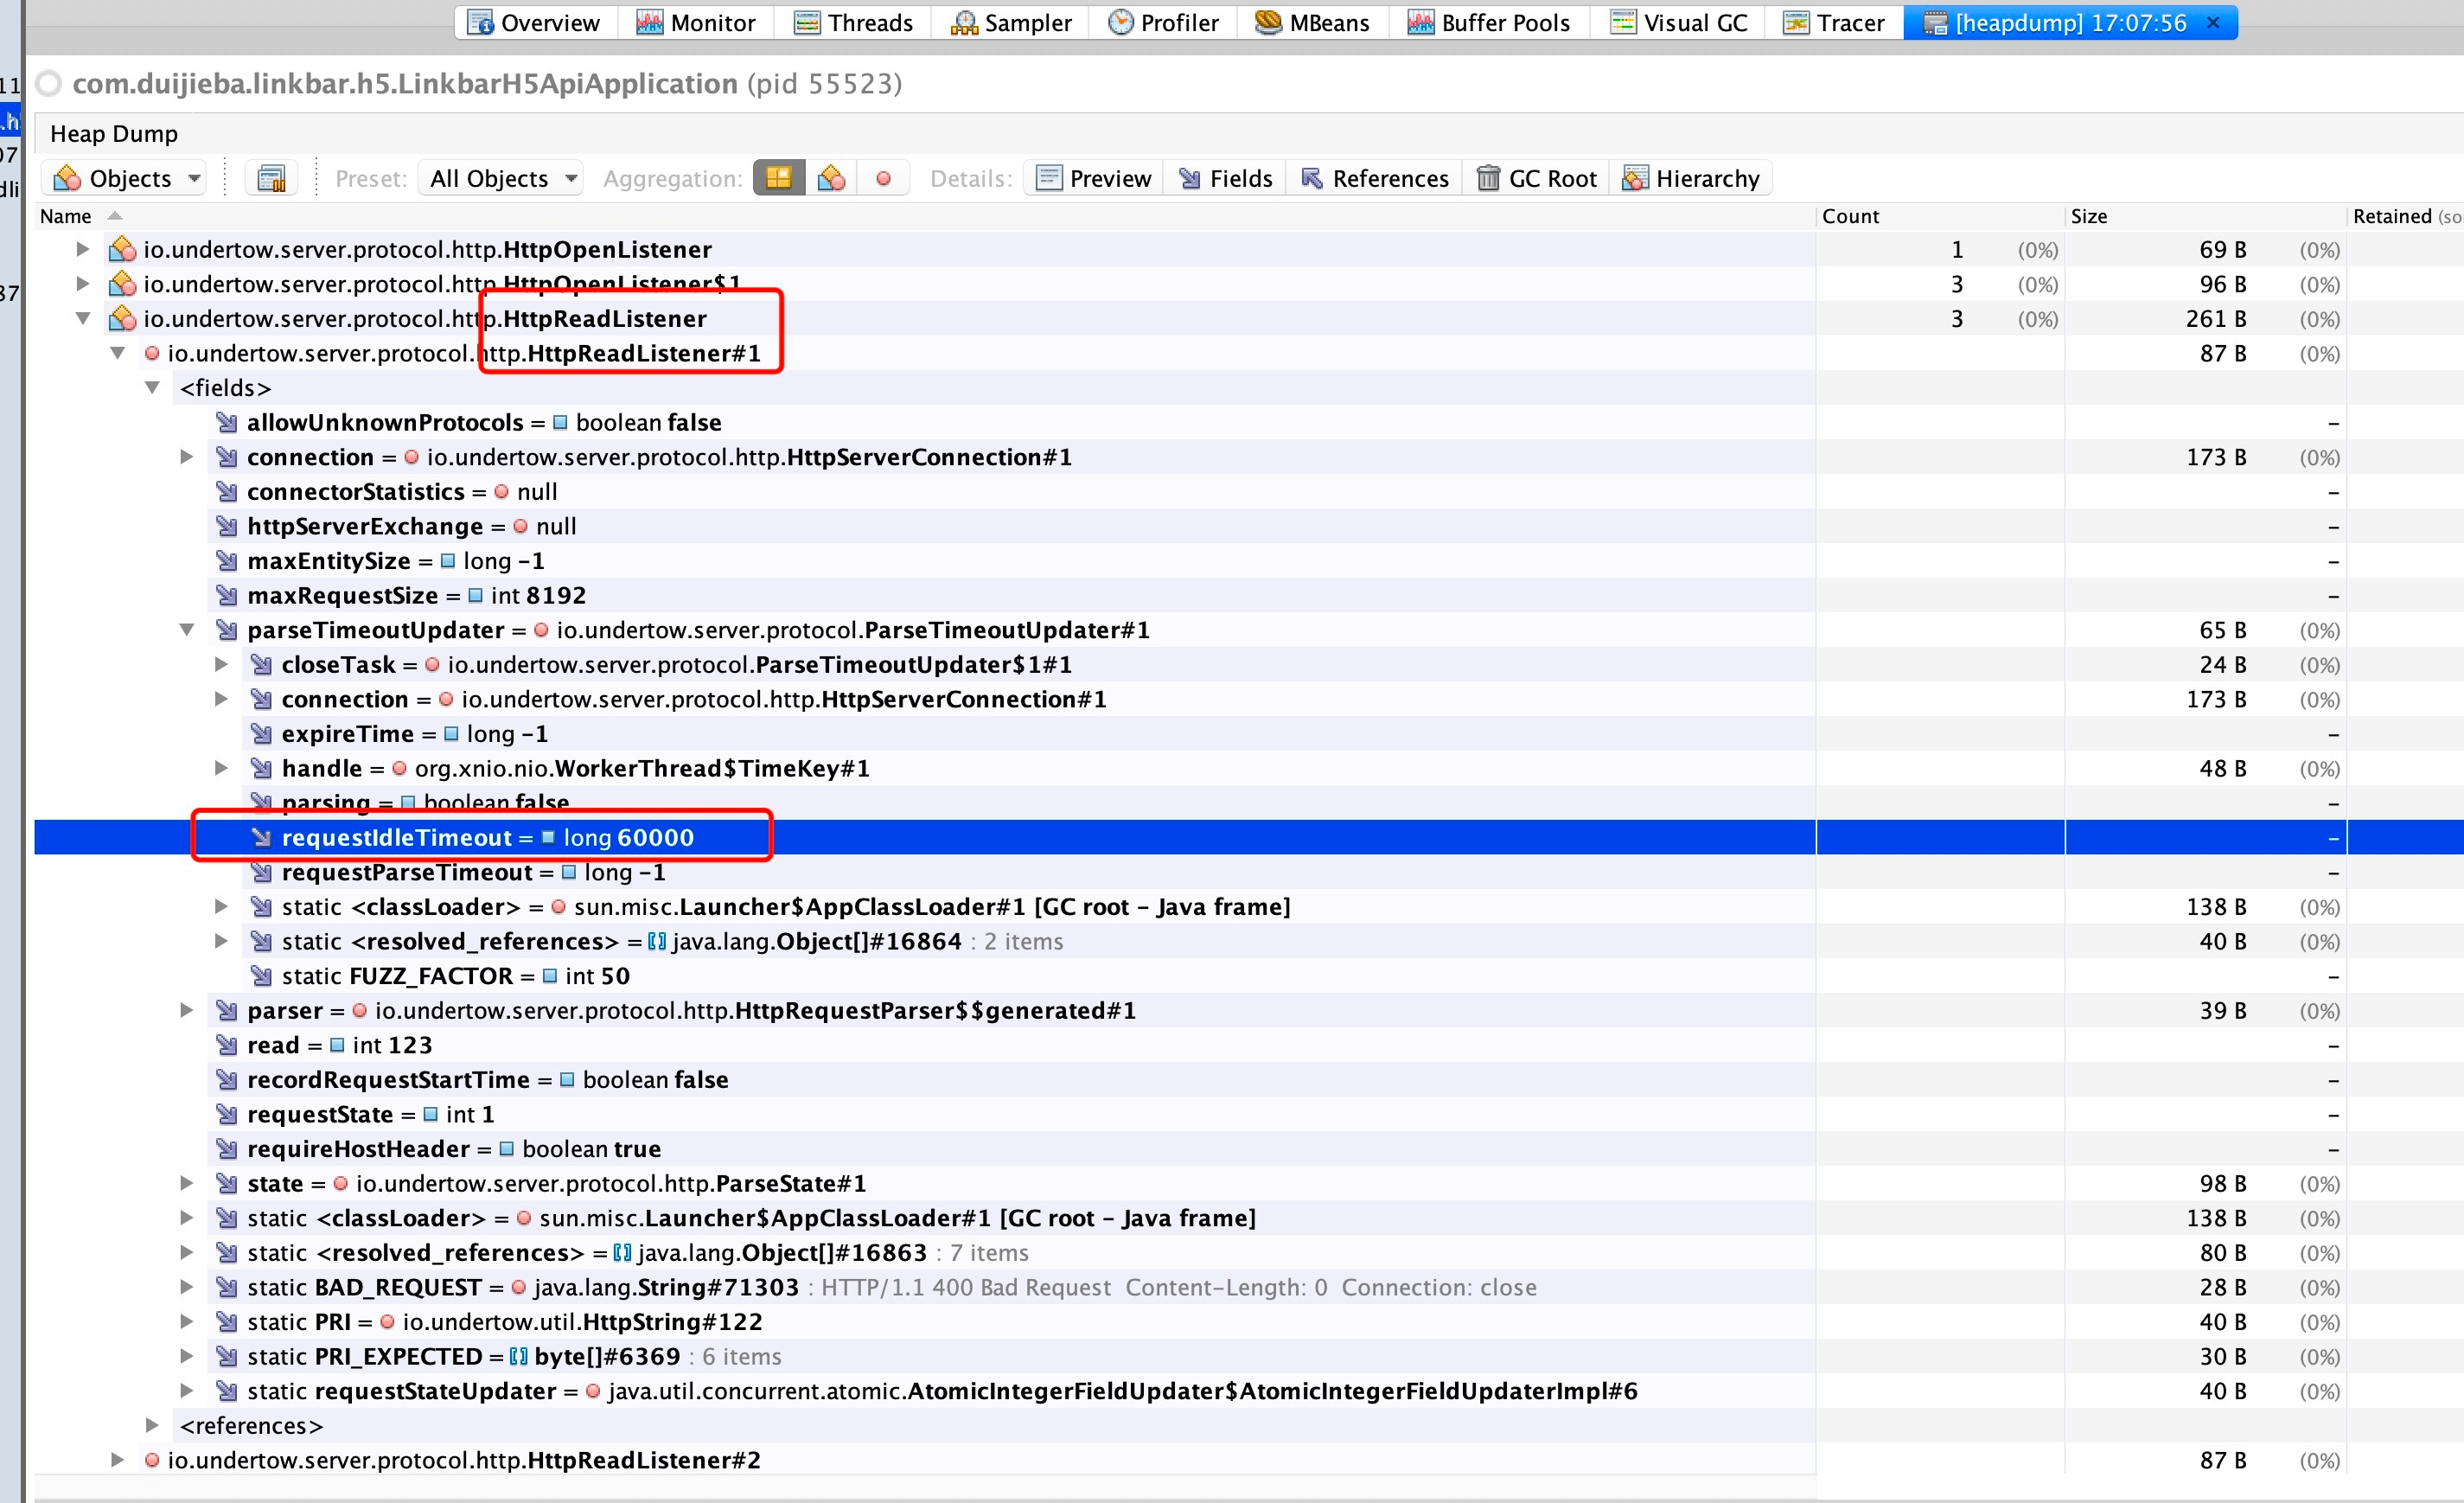 Overview Monitor Threads Sampler Profiler MBeans Buffer Pools Visual GC Tracer [heapdump] 17:07:56 ×
com.duijieba.linkbar.h5.LinkbarH5ApiApplication (pid 55523)
Heap Dump
Objects Preset: All Objects Aggregation: Details: Preview Fields References GC Root Hierarchy
Name Count Size Retained
io.undertow.server.protocol.http.HttpOpenListener 1 (0%) 69 B (0%)
io.undertow.server.protocol.http.HttpOpenListener$1 3 (0%) 96 B (0%)
io.undertow.server.protocol.http.HttpReadListener 3 (0%) 261 B (0%)
io.undertow.server.protocol.http.HttpReadListener#1 87 B (0%)
<fields>
allowUnknownProtocols = boolean false –
connection = io.undertow.server.protocol.http.HttpServerConnection#1 173 B (0%)
connectorStatistics = null –
httpServerExchange = null –
maxEntitySize = long -1 –
maxRequestSize = int 8192 –
parseTimeoutUpdater = io.undertow.server.protocol.ParseTimeoutUpdater#1 65 B (0%)
closeTask = io.undertow.server.protocol.ParseTimeoutUpdater$1#1 24 B (0%)
connection = io.undertow.server.protocol.http.HttpServerConnection#1 173 B (0%)
expireTime = long -1 –
handle = org.xnio.nio.WorkerThread$TimeKey#1 48 B (0%)
parsing = boolean false –
requestIdleTimeout = long 60000 –
requestParseTimeout = long -1 –
static <classLoader> = sun.misc.Launcher$AppClassLoader#1 [GC root - Java frame] 138 B (0%)
static <resolved_references> = java.lang.Object[]#16864 : 2 items 40 B (0%)
static FUZZ_FACTOR = int 50 –
parser = io.undertow.server.protocol.http.HttpRequestParser$$generated#1 39 B (0%)
read = int 123 –
recordRequestStartTime = boolean false –
requestState = int 1 –
requireHostHeader = boolean true –
state = io.undertow.server.protocol.http.ParseState#1 98 B (0%)
static <classLoader> = sun.misc.Launcher$AppClassLoader#1 [GC root - Java frame] 138 B (0%)
static <resolved_references> = java.lang.Object[]#16863 : 7 items 80 B (0%)
static BAD_REQUEST = java.lang.String#71303 : HTTP/1.1 400 Bad Request Content-Length: 0 Connection: close 28 B (0%)
static PRI = io.undertow.util.HttpString#122 40 B (0%)
static PRI_EXPECTED = byte[]#6369 : 6 items 30 B (0%)
static requestStateUpdater = java.util.concurrent.atomic.AtomicIntegerFieldUpdater$AtomicIntegerFieldUpdaterImpl#6 40 B (0%)
<references>
io.undertow.server.protocol.http.HttpReadListener#2 87 B (0%)